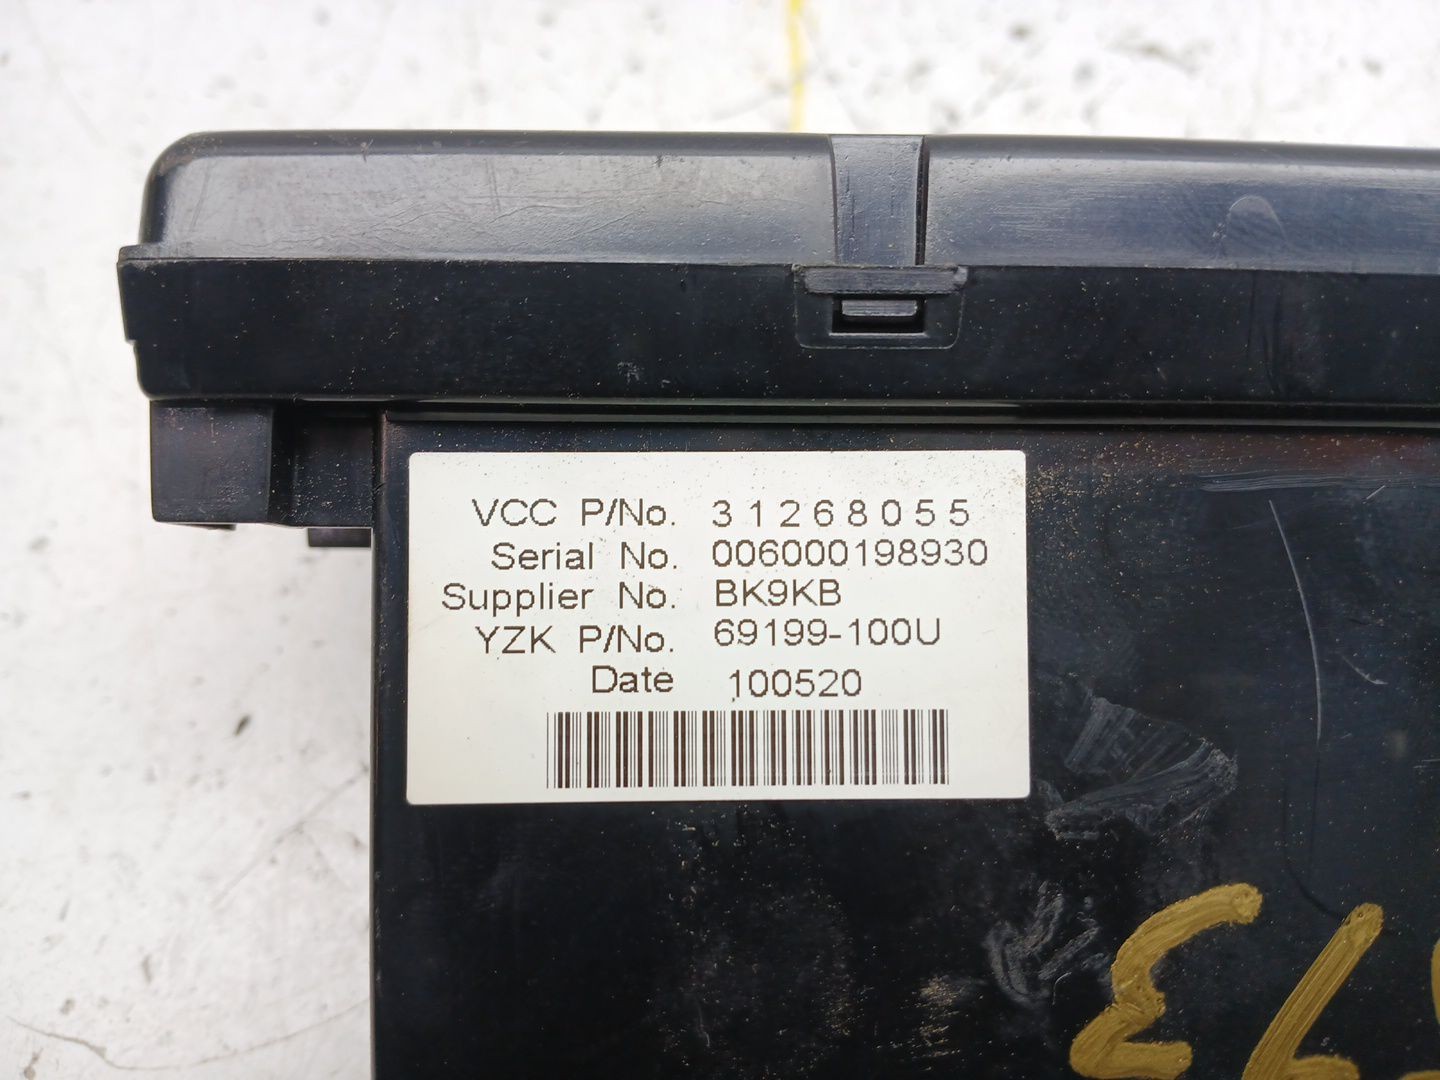 VCC P/No. 31268055
Serial No. 006000198930
Supplier No. BK9KB
YZK P/No. 69199-100U
Date 100520